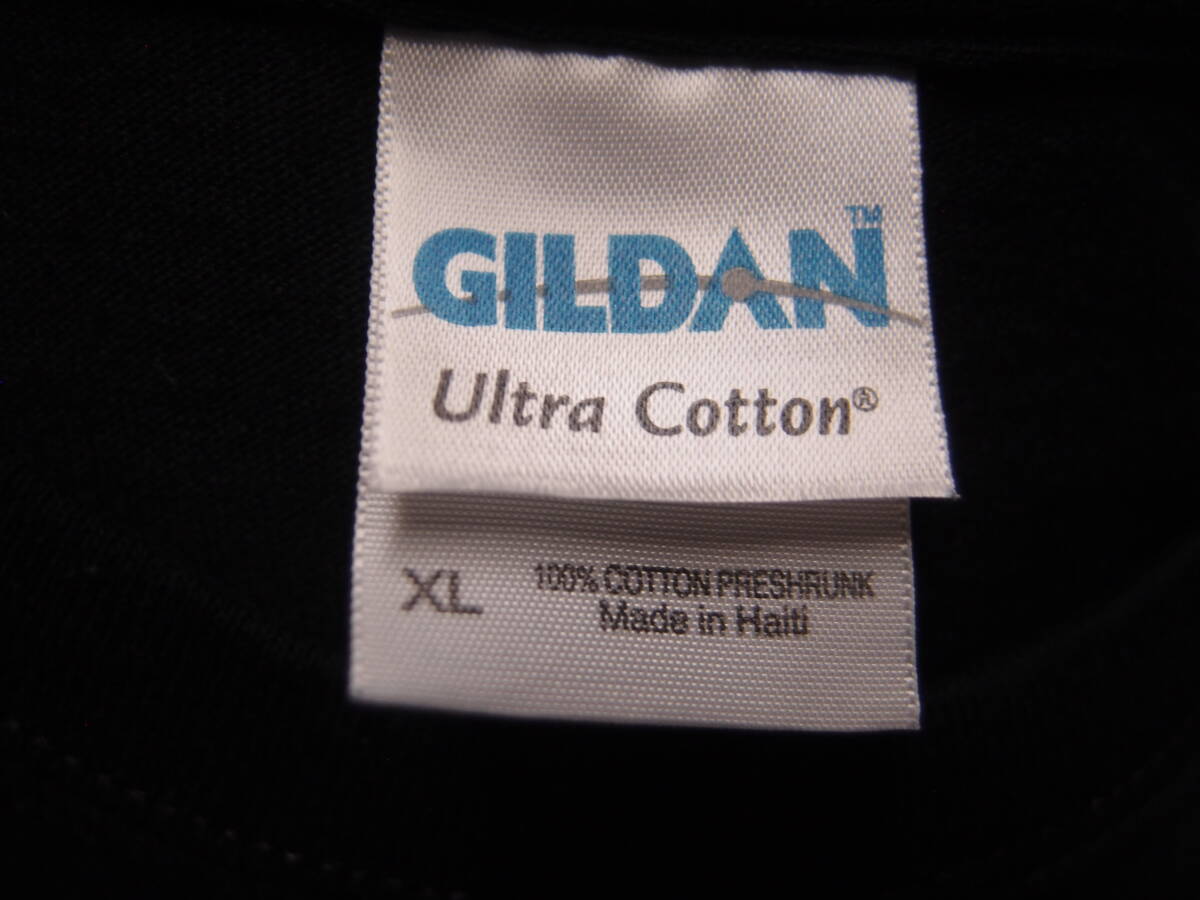 GILDAN™
Ultra Cotton®
XL
100% COTTON PRESHRUNK
Made in Haiti